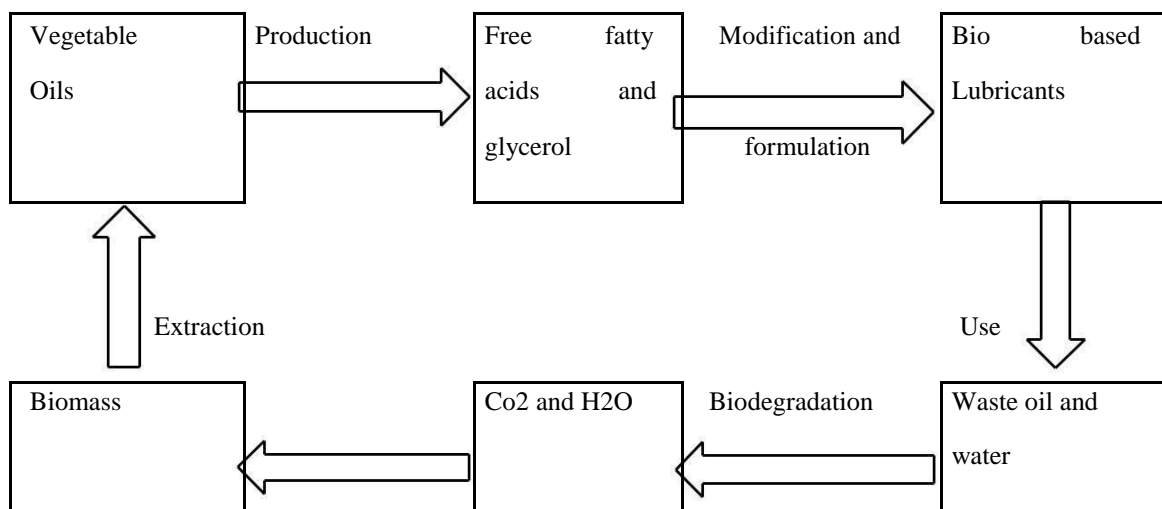 Vegetable
Oils
Production
Free fatty
acids and
glycerol
Modification and
formulation
Bio based
Lubricants
Extraction
Use
Biomass
Co2 and H2O
Biodegradation
Waste oil and
water